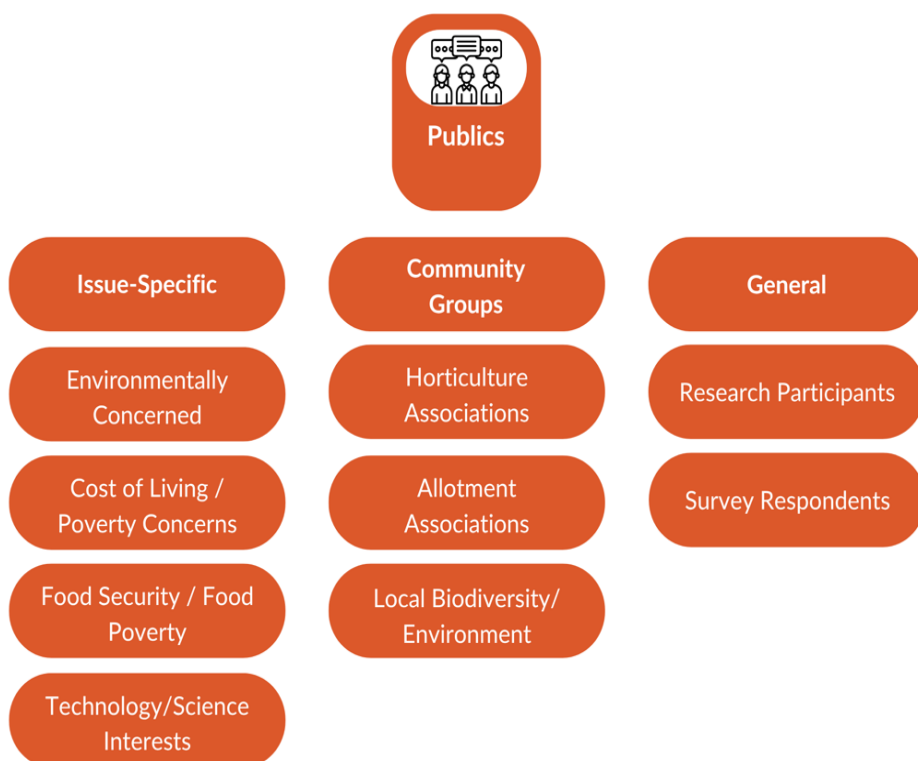 Publics
Issue-Specific
Environmentally
Concerned
Cost of Living /
Poverty Concerns
Food Security / Food
Poverty
Technology/Science
Interests
Community
Groups
Horticulture
Associations
Allotment
Associations
Local Biodiversity/
Environment
General
Research Participants
Survey Respondents